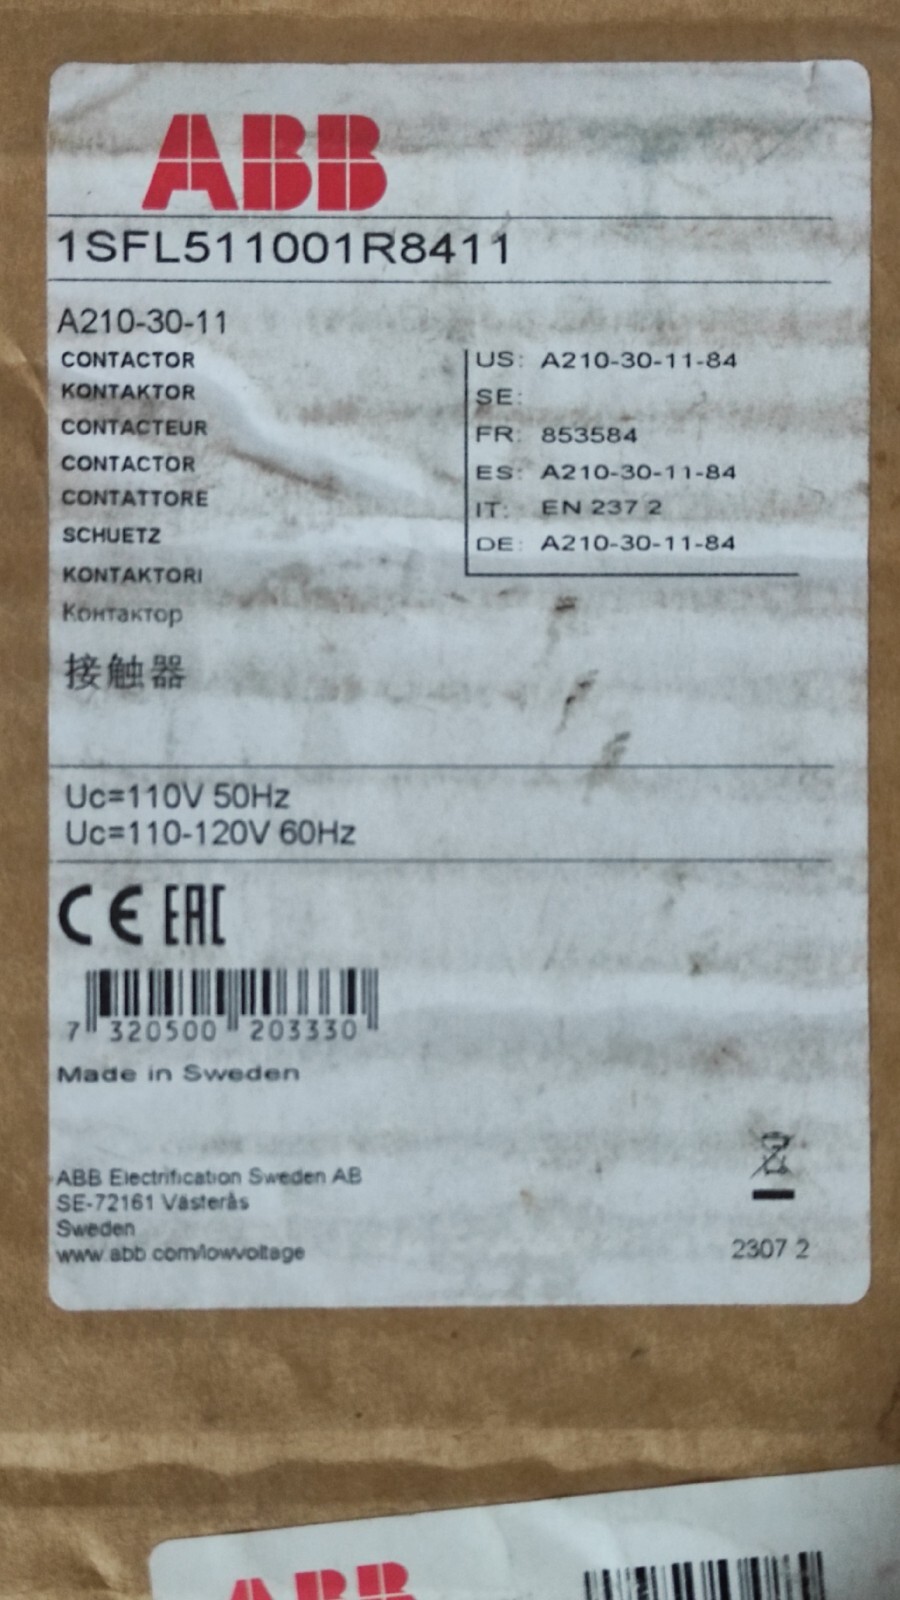 ABB
1SFL511001R8411
A210-30-11
CONTACTOR
KONTAKTOR
CONTACTEUR
CONTACTOR
CONTATTORE
SCHUETZ
KONTAKTORI
Контактор
接触器
US: A210-30-11-84
SE:
FR: 853584
ES: A210-30-11-84
IT: EN 237 2
DE: A210-30-11-84
Uc=110V 50Hz
Uc=110-120V 60Hz
CE EAC
7 320500 203330
Made in Sweden
ABB Electrification Sweden AB
SE-72161 Västerås
Sweden
www.abb.com/lowvoltage
2307 2
ABB